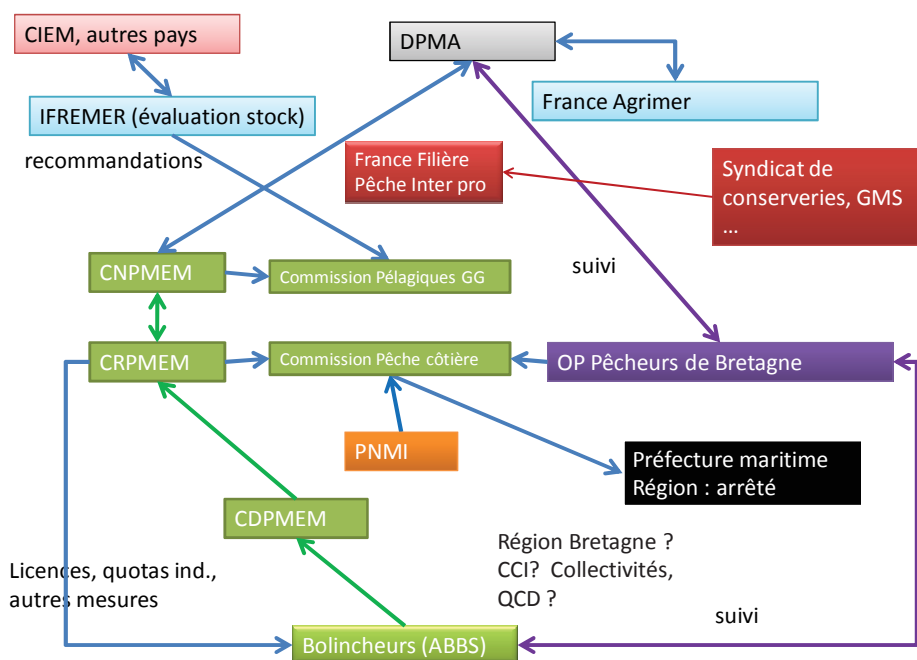 CIEM, autres pays
DPMA
IFREMER (évaluation stock)
France Agrimer
recommandations
France Filière
Pêche Inter pro
Syndicat de
conserveries, GMS
...
CNPMEM
Commission Pélagiques GG
suivi
CRPMEM
Commission Pêche côtière
OP Pêcheurs de Bretagne
PNMI
Préfecture maritime
Région : arrêté
CDPMEM
Région Bretagne ?
CCI? Collectivités,
QCD ?
Licences, quotas ind.,
autres mesures
suivi
Bolincheurs (ABBS)